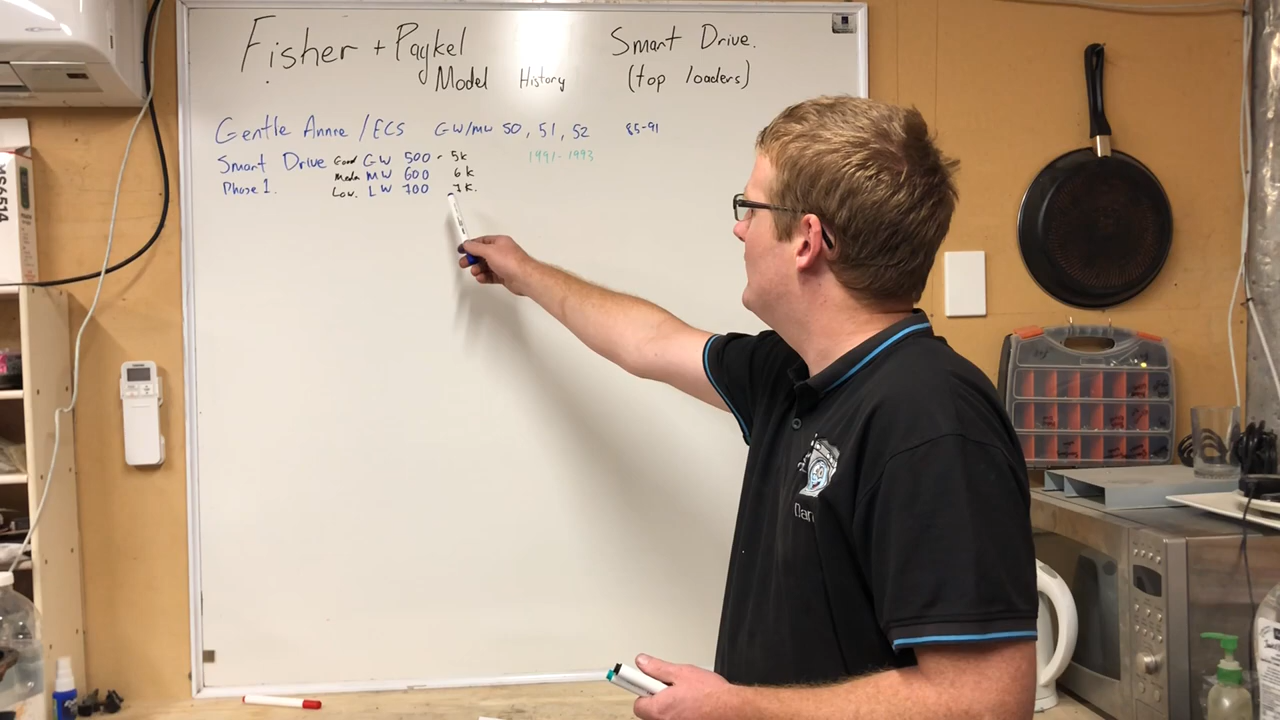 Fisher + Paykel Smart Drive.
Model History (top loaders)
Gentle Annie / ECS GW/MW 50, 51, 52 85-91
Smart Drive Good GW 500 - 5k 1991-1993
MW 600 6k
Phase 1. Low. LW 700 7k.
MS6514